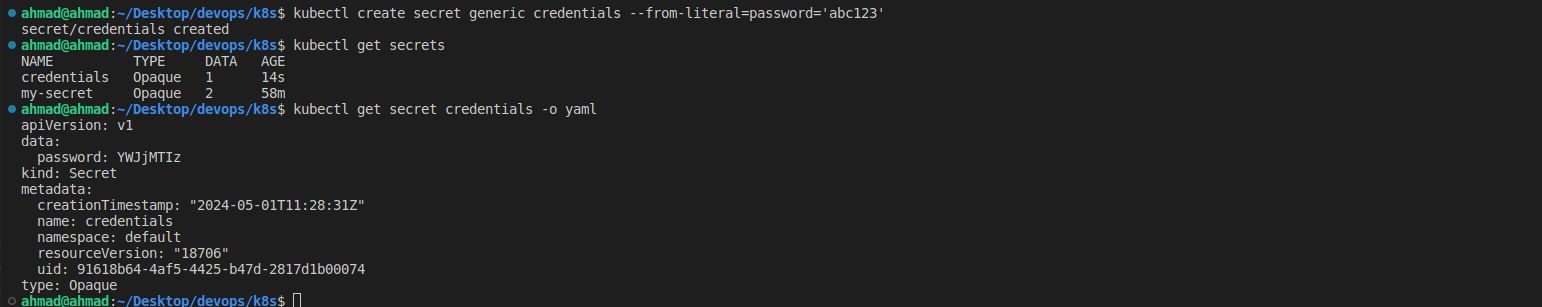 ahmad@ahmad:~/Desktop/devops/k8s$ kubectl create secret generic credentials --from-literal=password='abc123'
secret/credentials created
ahmad@ahmad:~/Desktop/devops/k8s$ kubectl get secrets
NAME          TYPE     DATA   AGE
credentials   Opaque   1      14s
my-secret     Opaque   2      58m
ahmad@ahmad:~/Desktop/devops/k8s$ kubectl get secret credentials -o yaml
apiVersion: v1
data:
  password: YWJjMTIz
kind: Secret
metadata:
  creationTimestamp: "2024-05-01T11:28:31Z"
  name: credentials
  namespace: default
  resourceVersion: "18706"
  uid: 91618b64-4af5-4425-b47d-2817d1b00074
type: Opaque
ahmad@ahmad:~/Desktop/devops/k8s$